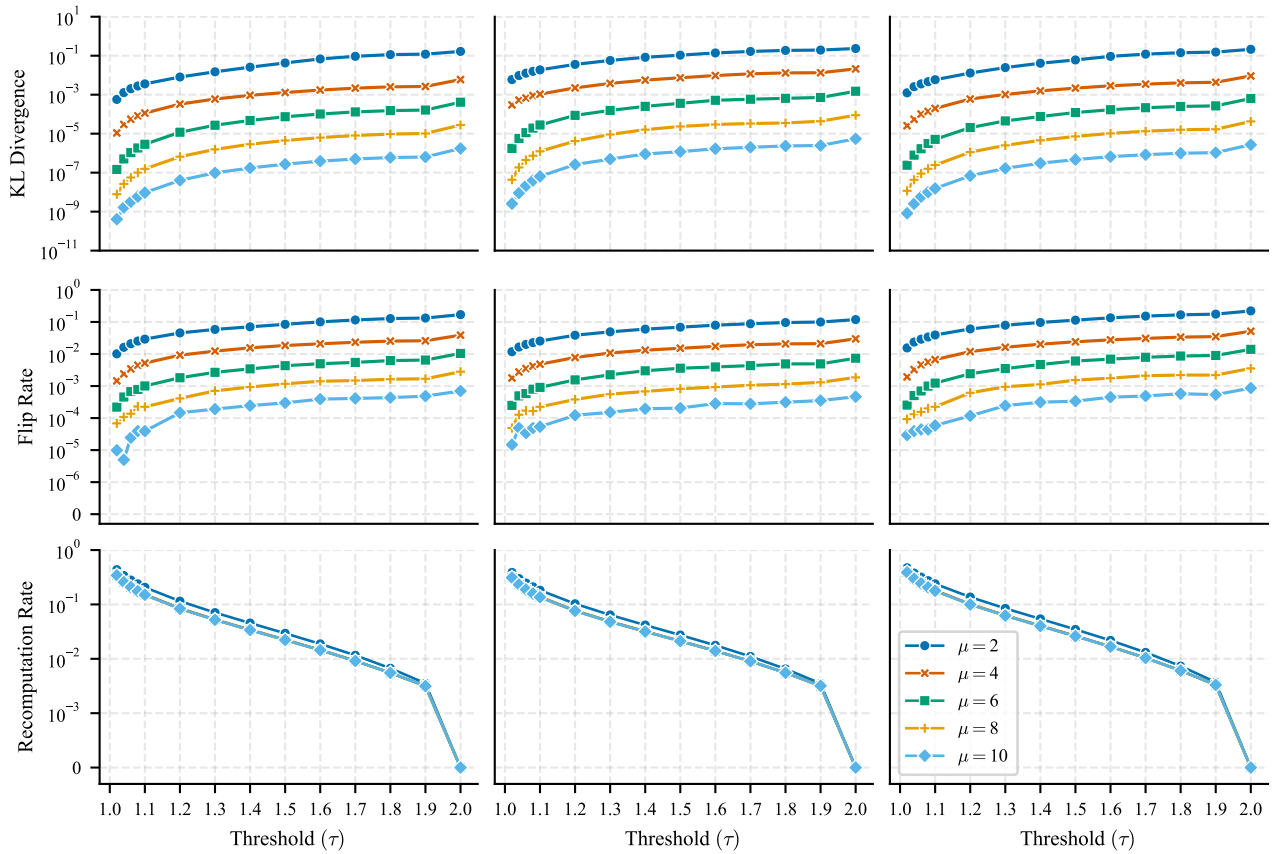 KL Divergence
10^1
10^-1
10^-3
10^-5
10^-7
10^-9
10^-11
Flip Rate
10^0
10^-1
10^-2
10^-3
10^-4
10^-5
10^-6
0
Recomputation Rate
10^0
10^-1
10^-2
10^-3
0
μ = 2
μ = 4
μ = 6
μ = 8
μ = 10
1.0 1.1 1.2 1.3 1.4 1.5 1.6 1.7 1.8 1.9 2.0
1.0 1.1 1.2 1.3 1.4 1.5 1.6 1.7 1.8 1.9 2.0
1.0 1.1 1.2 1.3 1.4 1.5 1.6 1.7 1.8 1.9 2.0
Threshold (τ)
Threshold (τ)
Threshold (τ)